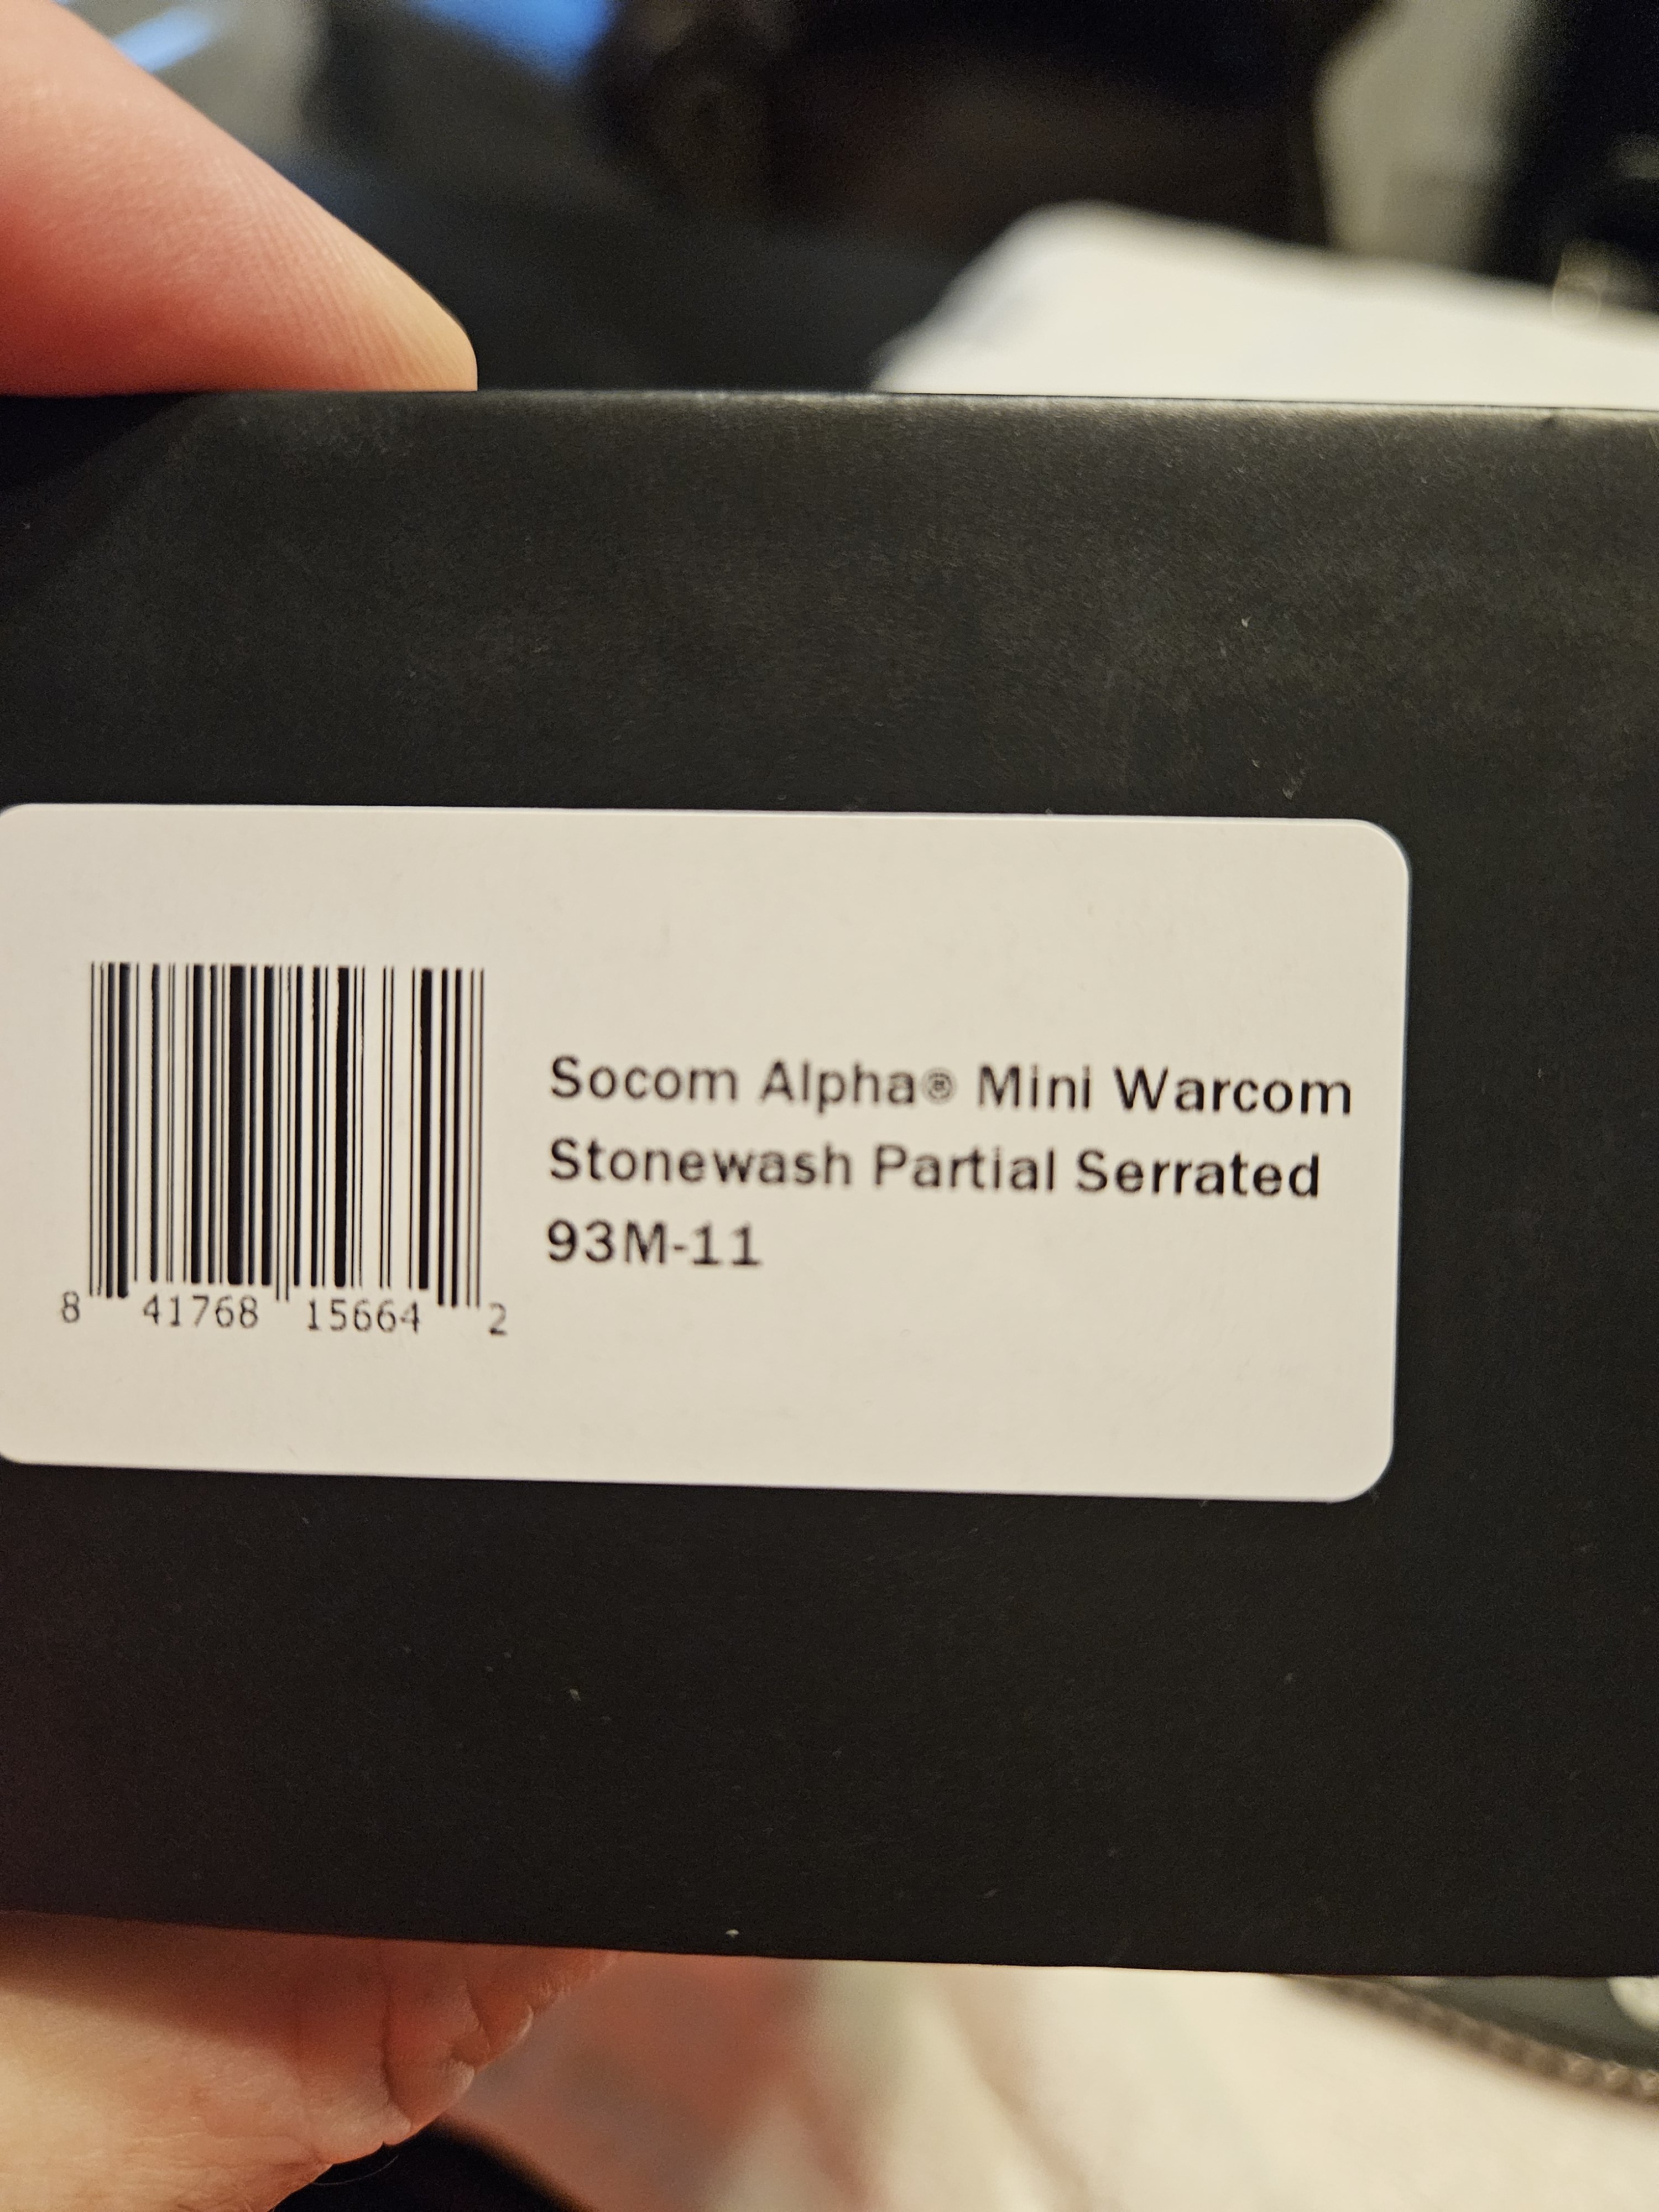 Socom Alpha® Mini Warcom
Stonewash Partial Serrated
93M-11
8 41768 15664 2